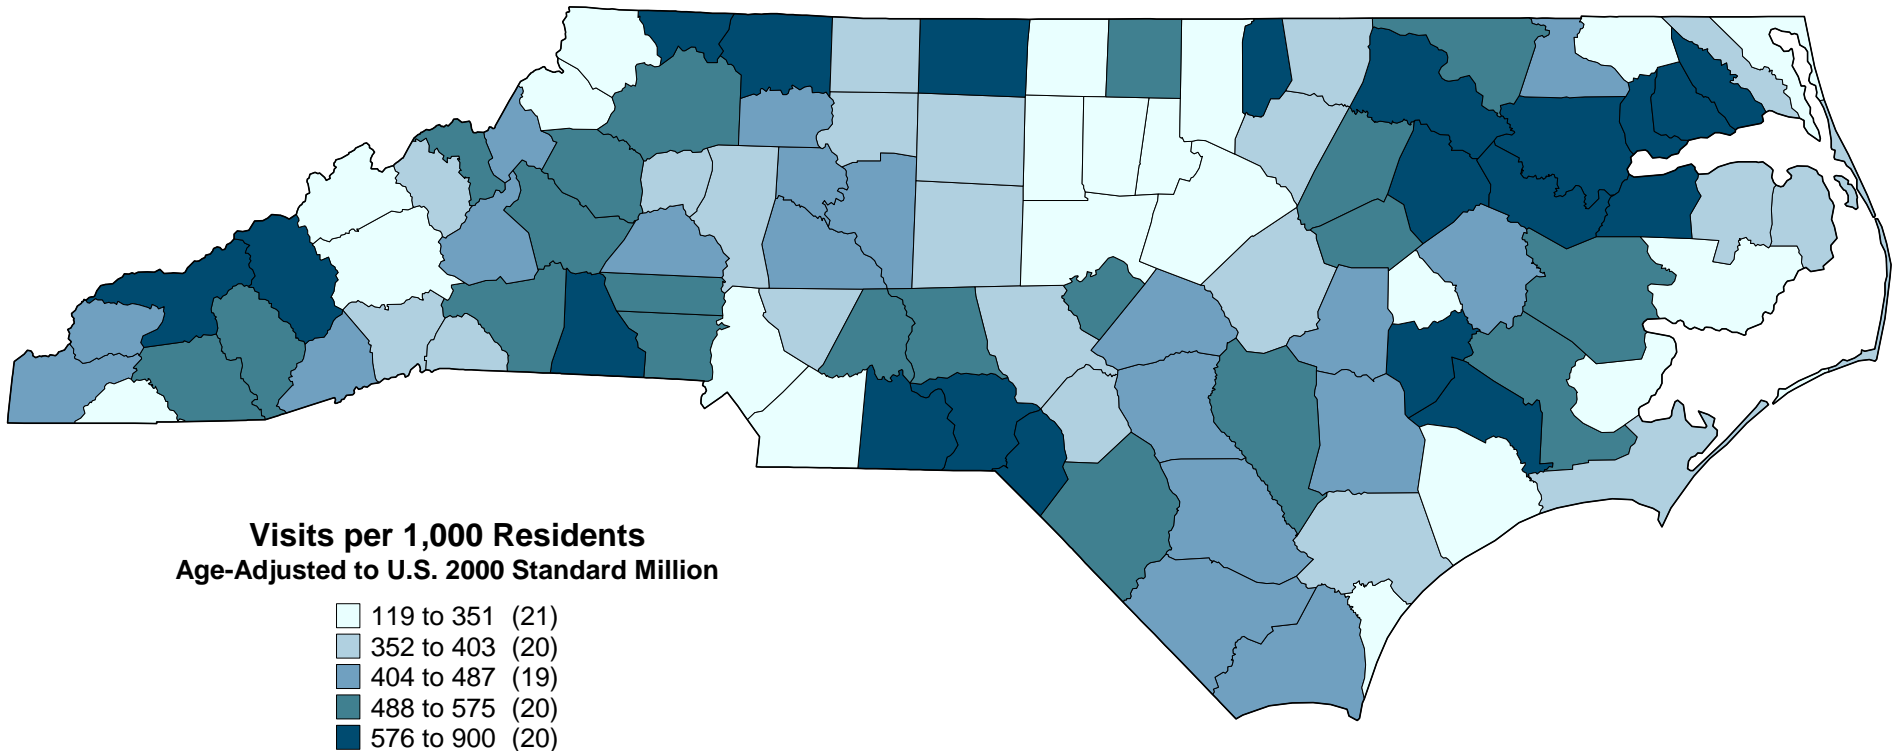 Visits per 1,000 Residents
Age-Adjusted to U.S. 2000 Standard Million
119 to 351 (21)
352 to 403 (20)
404 to 487 (19)
488 to 575 (20)
576 to 900 (20)